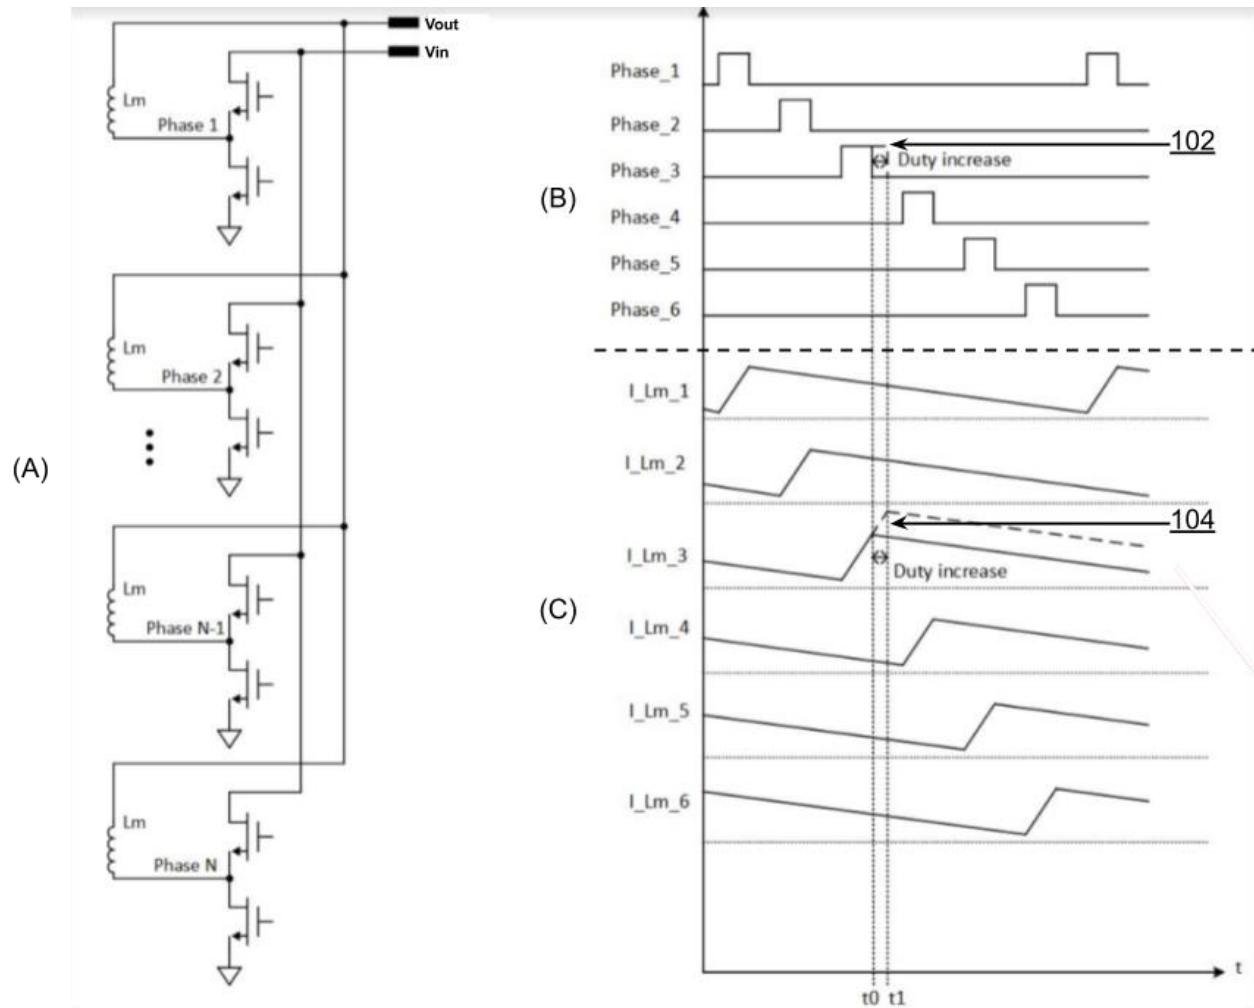 Vout
Vin
Lm
Phase 1
Lm
Phase 2
(A)
Lm
Phase N-1
Lm
Phase N
Phase_1
Phase_2
102
Duty increase
Phase_3
(B)
Phase_4
Phase_5
Phase_6
I_Lm_1
I_Lm_2
104
I_Lm_3
Duty increase
(C)
I_Lm_4
I_Lm_5
I_Lm_6
t
t0 t1